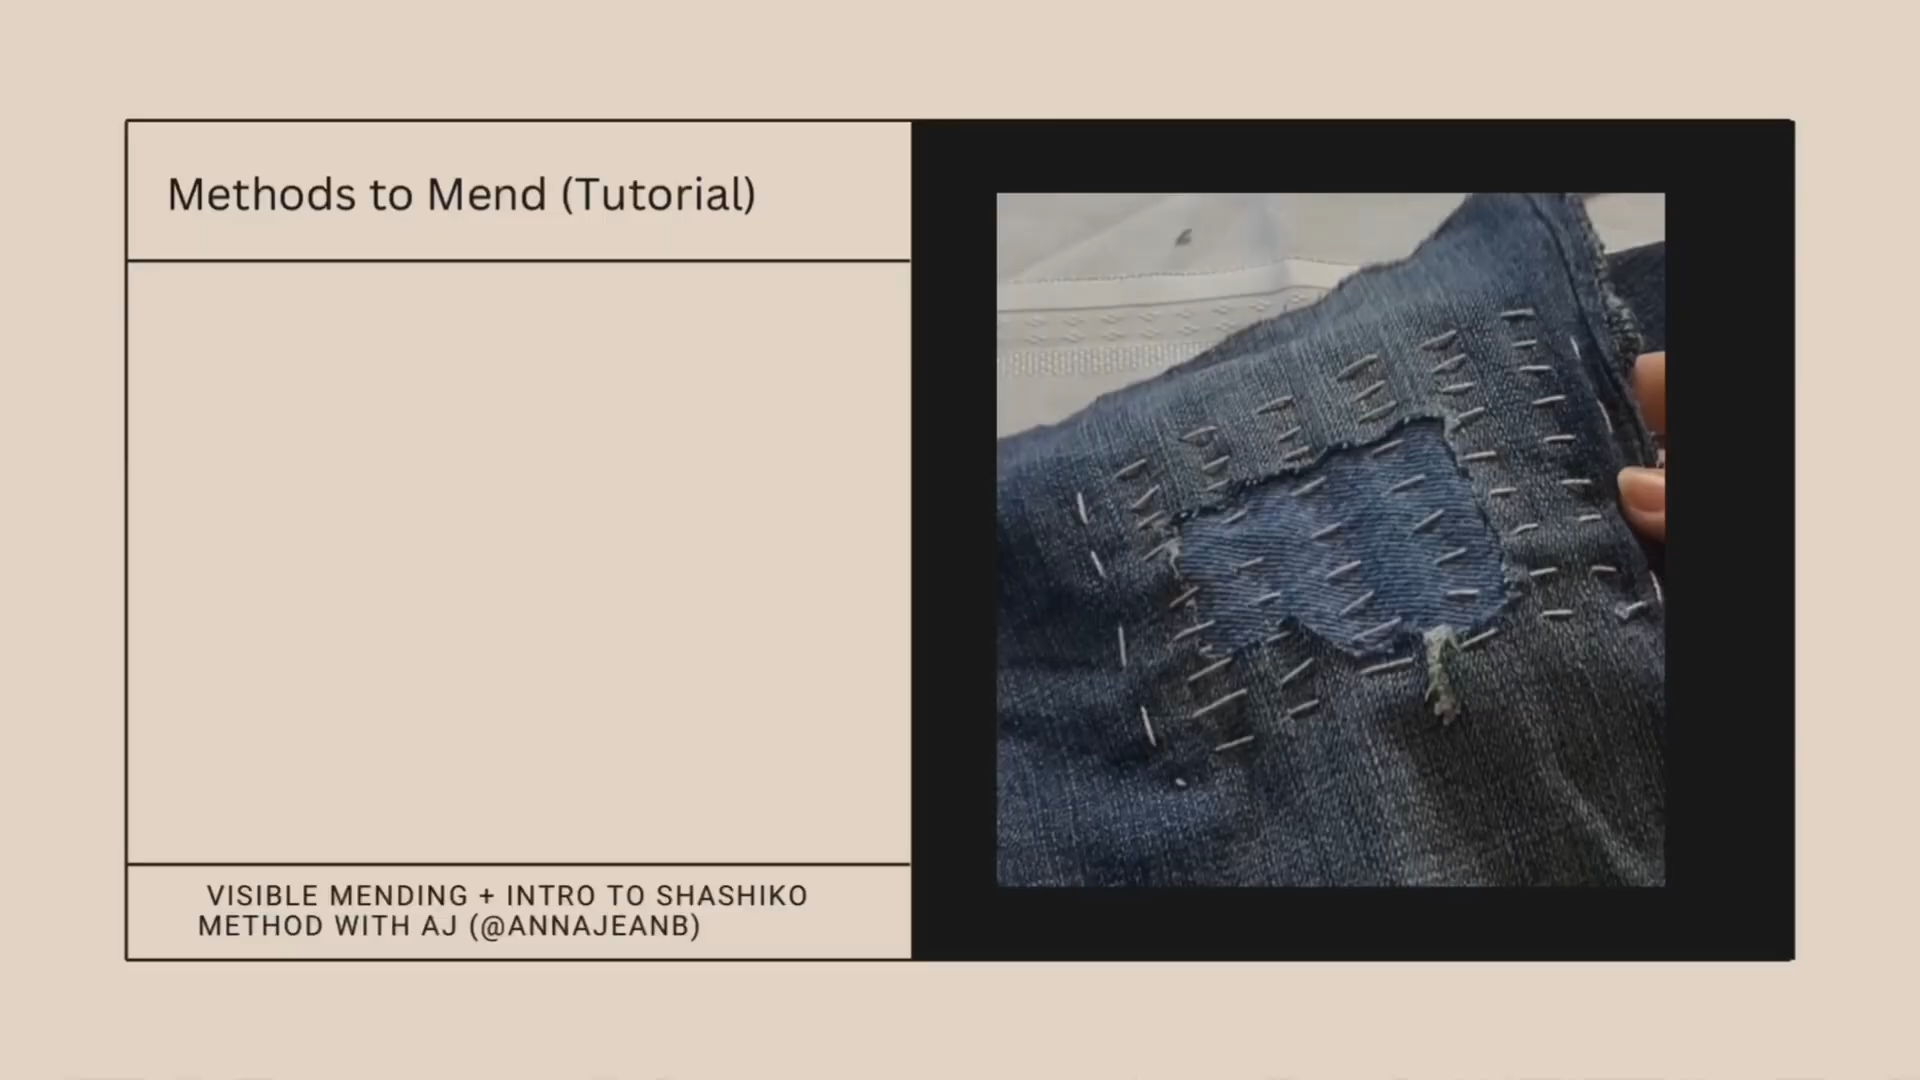 Methods to Mend (Tutorial)
VISIBLE MENDING + INTRO TO SHASHIKO
METHOD WITH AJ (@ANNAJEANB)